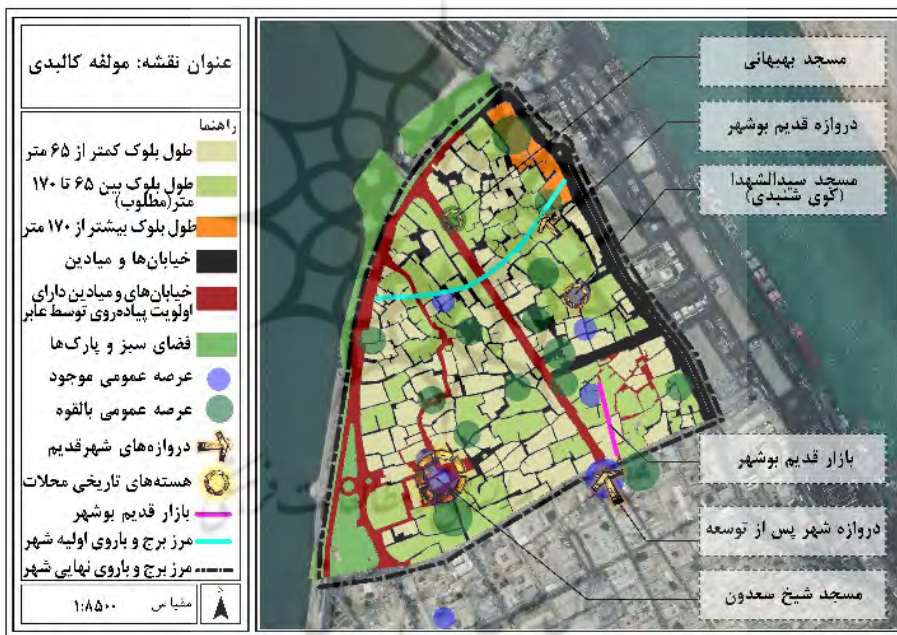 عنوان نقشه: مولفه کالبدی
راهنما
طول بلوک کمتر از ۶۵ متر
طول بلوک بین ۶۵ تا ۱۷۰
متر(مطلوب)
طول بلوک بیشتر از ۱۷۰ متر
خیابان‌ها و میادین
خیابان‌های و میادین دارای
اولویت پیاده‌روی توسط عابر
فضای سبز و پارک‌ها
عرصه عمومی موجود
عرصه عمومی بالقوه
دروازه‌های شهرقدیم
هسته‌های تاریخی محلات
بازار قدیم بوشهر
مرز برج و باروی اولیه شهر
مرز برج و باروی نهایی شهر
مقیاس
۱:۸۵۰۰
مسجد بهبهانی
دروازه قدیم بوشهر
مسجد سیدالشهدا
(کوی شنبدی)
بازار قدیم بوشهر
دروازه شهر پس از توسعه
مسجد شیخ سعدون